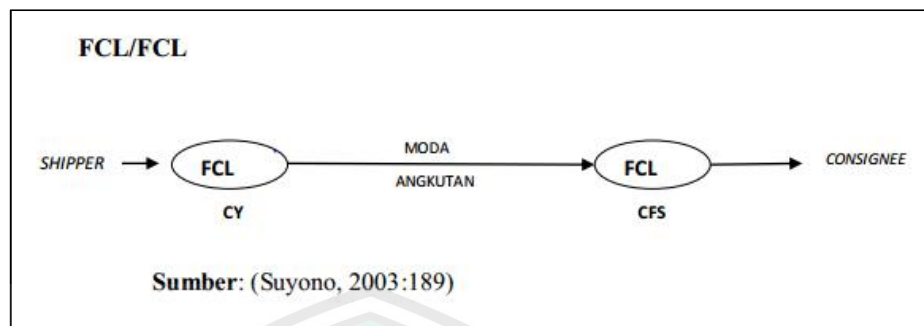 FCL/FCL
SHIPPER FCL MODA ANGKUTAN FCL CONSIGNEE
CY CFS
Sumber: (Suyono, 2003:189)